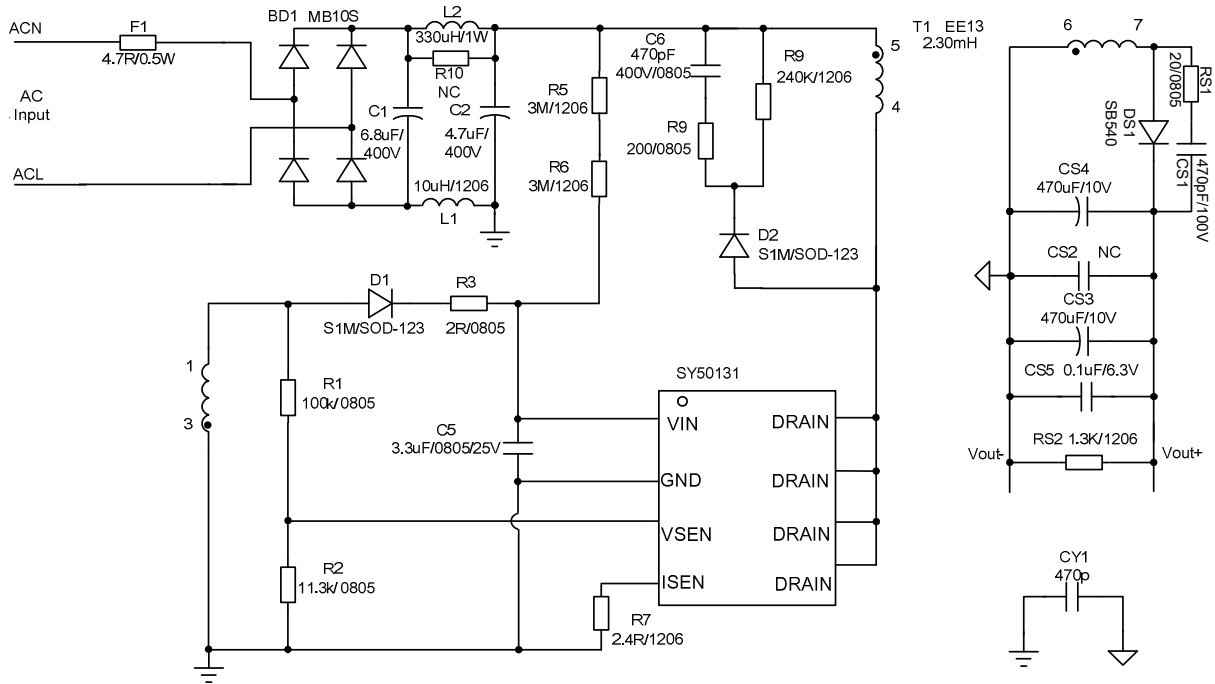 ACN
F1
4.7R/0.5W
AC
Input
ACL
BD1 MB10S
L2
330uH/1W
R10
NC
C1
6.8uF/
400V
C2
4.7uF/
400V
10uH/1206
L1
R5
3M/1206
R6
3M/1206
C6
470pF
400V/0805
R9
200/0805
R9
240K/1206
D2
S1M/SOD-123
5
4
T1 EE13
2.30mH
6
7
RS1
20/0805
DS1
SB540
CS1
470pF/100V
CS4
470uF/10V
CS2 NC
CS3
470uF/10V
CS5 0.1uF/6.3V
RS2 1.3K/1206
Vout-
Vout+
D1
S1M/SOD-123
R3
2R/0805
1
3
R1
100k/0805
C5
3.3uF/0805/25V
R2
11.3k/0805
SY50131
VIN
GND
VSEN
ISEN
DRAIN
DRAIN
DRAIN
DRAIN
R7
2.4R/1206
CY1
470p